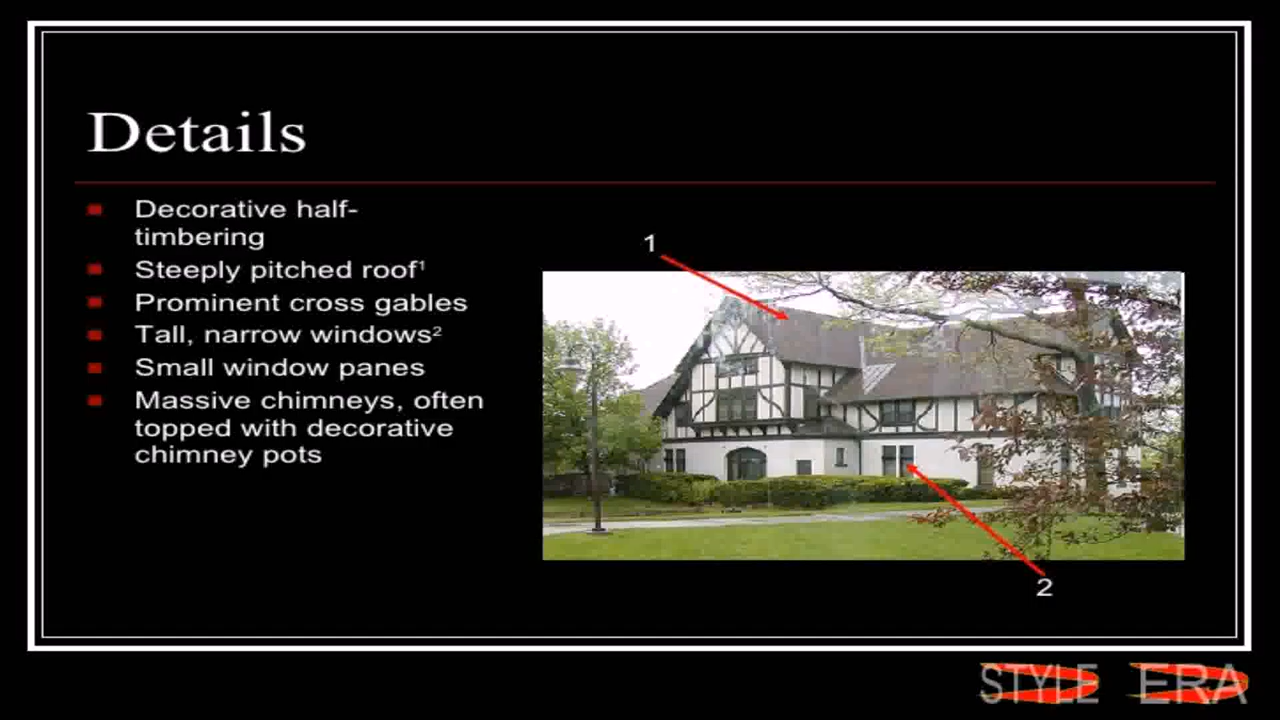 Details
Decorative half-
timbering
Steeply pitched roof¹
Prominent cross gables
Tall, narrow windows²
Small window panes
Massive chimneys, often
topped with decorative
chimney pots
1
2
STYLE ERA